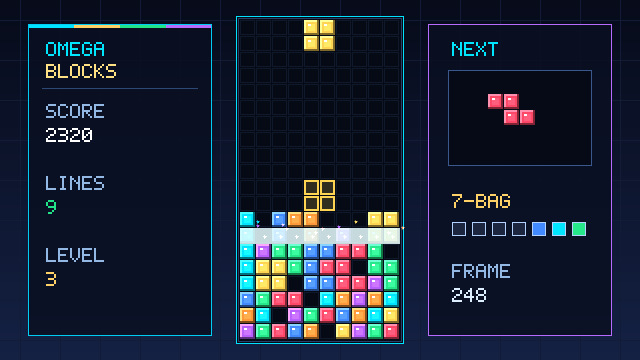 OMEGA
BLOCKS
SCORE
2320
LINES
9
LEVEL
3
NEXT
7-BAG
FRAME
248